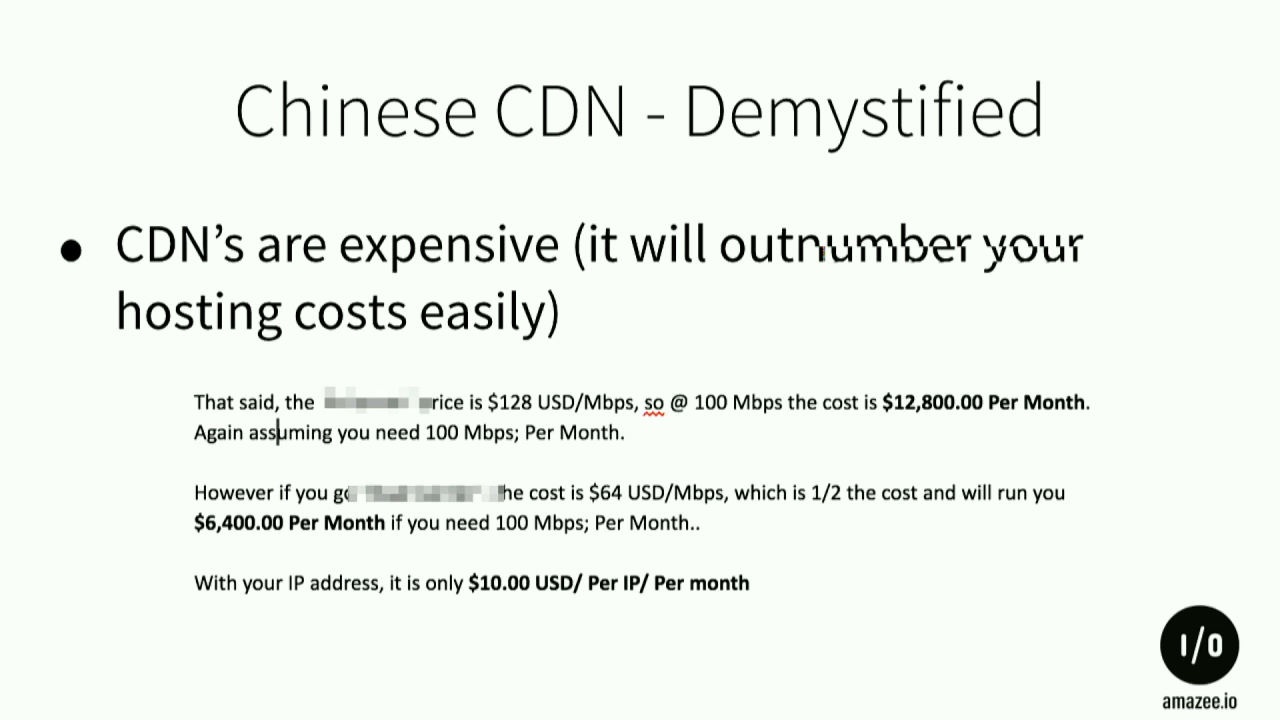 Chinese CDN - Demystified
● CDN’s are expensive (it will outnumber your
hosting costs easily)
That said, the rice is $128 USD/Mbps, so @ 100 Mbps the cost is $12,800.00 Per Month.
Again assuming you need 100 Mbps; Per Month.
However if you go he cost is $64 USD/Mbps, which is 1/2 the cost and will run you
$6,400.00 Per Month if you need 100 Mbps; Per Month..
With your IP address, it is only $10.00 USD/ Per IP/ Per month
I/O
amazee.io